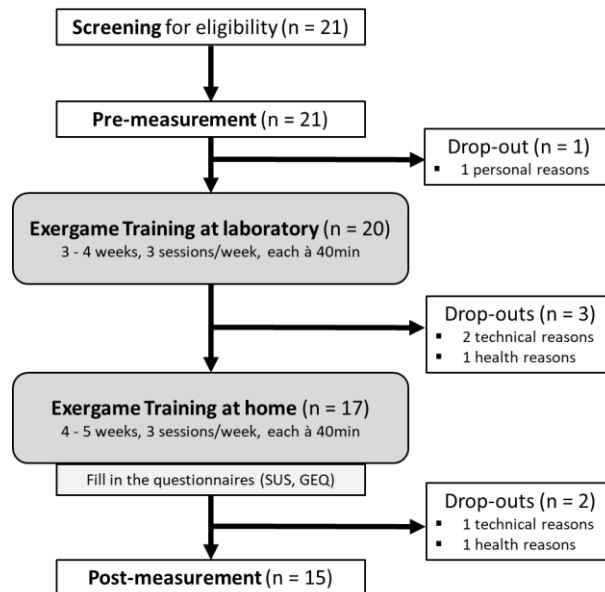 Screening for eligibility (n = 21)
Pre-measurement (n = 21)
Drop-out (n = 1)
▪ 1 personal reasons
Exergame Training at laboratory (n = 20)
3 - 4 weeks, 3 sessions/week, each à 40min
Drop-outs (n = 3)
▪ 2 technical reasons
▪ 1 health reasons
Exergame Training at home (n = 17)
4 - 5 weeks, 3 sessions/week, each à 40min
Fill in the questionnaires (SUS, GEQ)
Drop-outs (n = 2)
▪ 1 technical reasons
▪ 1 health reasons
Post-measurement (n = 15)